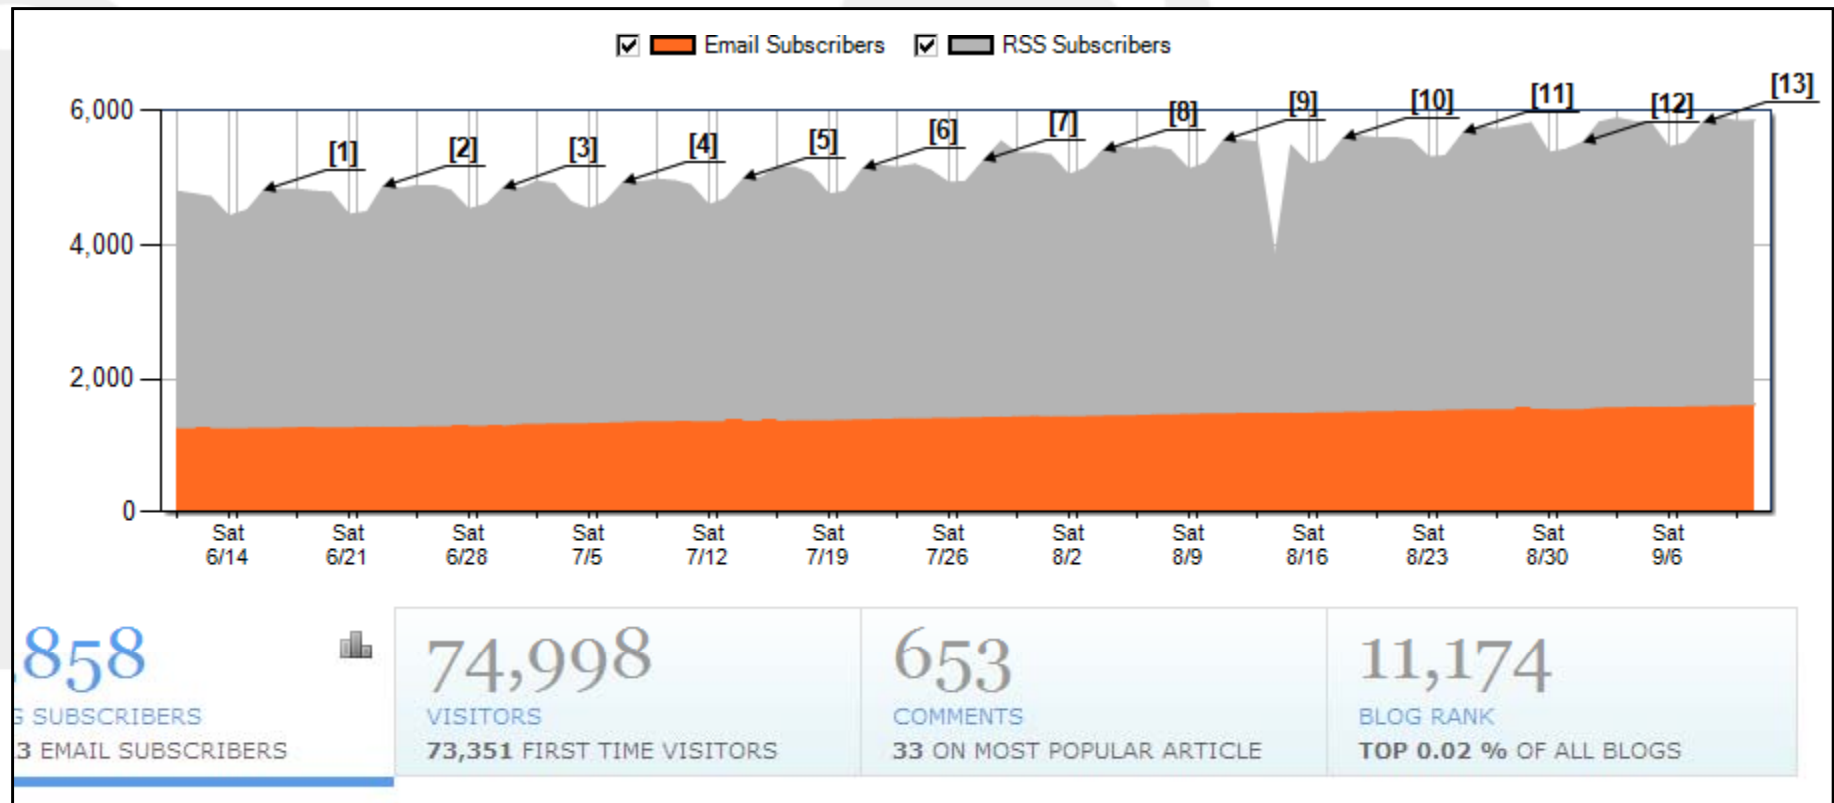 Email Subscribers RSS Subscribers
6,000
4,000
2,000
0
[1] [2] [3] [4] [5] [6] [7] [8] [9] [10] [11] [12] [13]
Sat Sat Sat Sat Sat Sat Sat Sat Sat Sat Sat Sat Sat
6/14 6/21 6/28 7/5 7/12 7/19 7/26 8/2 8/9 8/16 8/23 8/30 9/6
,858 74,998 653 11,174
SUBSCRIBERS VISITORS COMMENTS BLOG RANK
3 EMAIL SUBSCRIBERS 73,351 FIRST TIME VISITORS 33 ON MOST POPULAR ARTICLE TOP 0.02 % OF ALL BLOGS